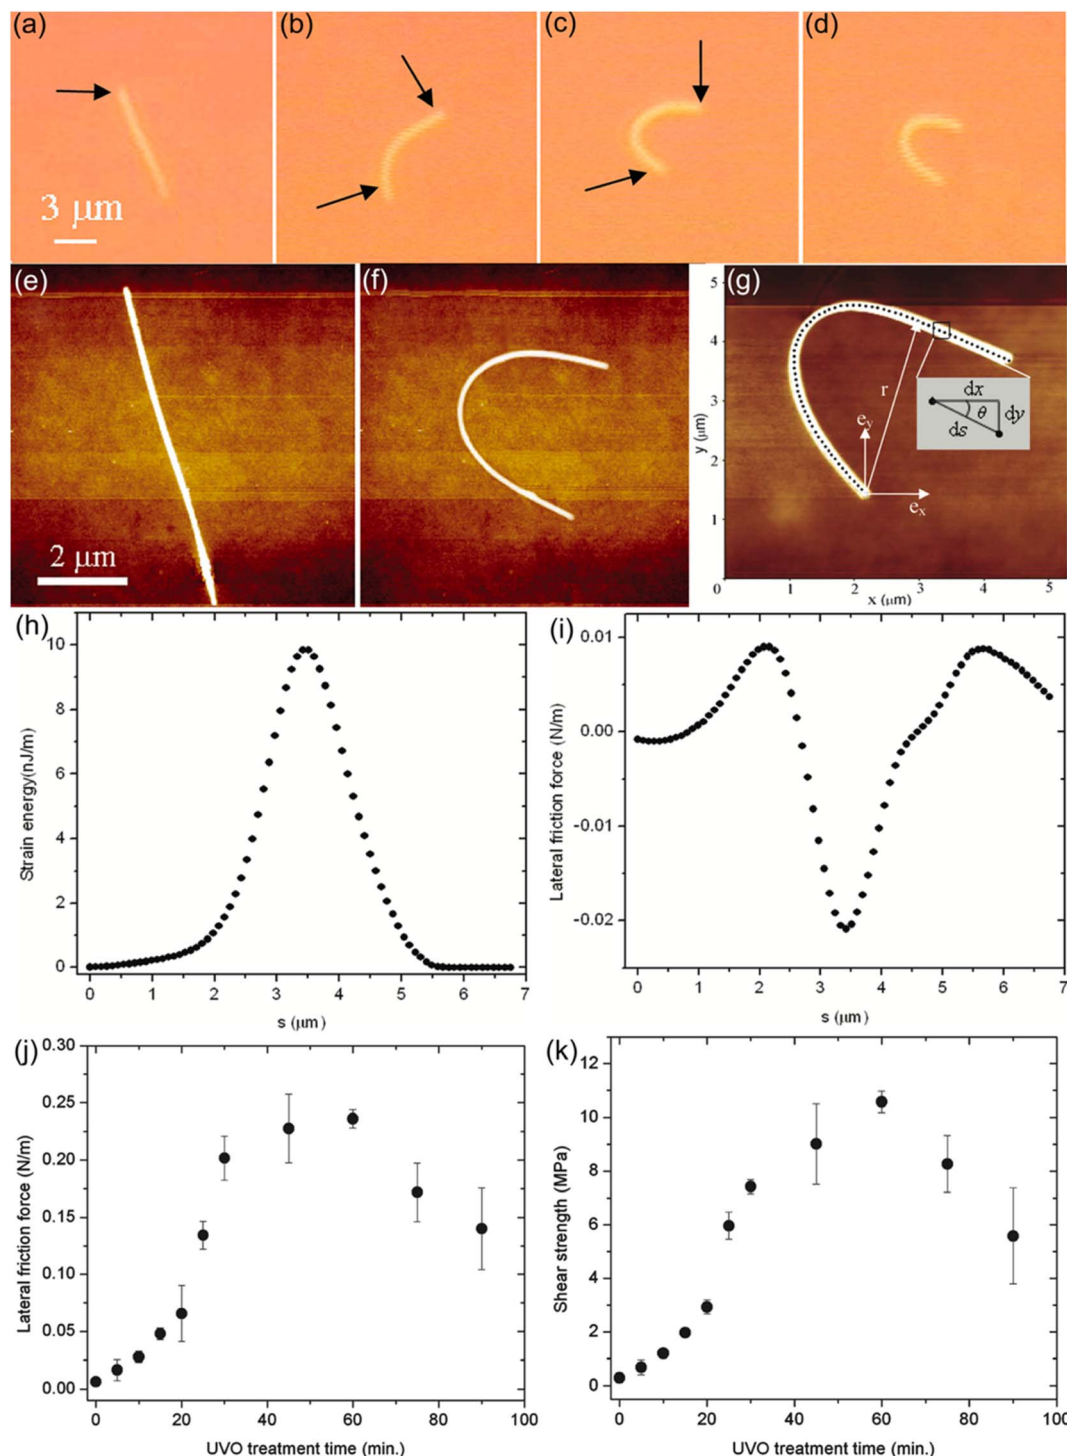 (a)
(b)
(c)
(d)
3 μm
(e)
(f)
(g)
2 μm
5
4
3
2
1
0
y (μm)
r
dx
θ
dy
ds
e_y
e_x
1
2
3
4
5
x (μm)
(h)
10
8
6
4
2
0
Strain energy(nJ/m)
0
1
2
3
4
5
6
7
s (μm)
(i)
0.01
0.00
-0.01
-0.02
Lateral friction force (N/m)
0
1
2
3
4
5
6
7
s (μm)
(j)
0.30
0.25
0.20
0.15
0.10
0.05
0.00
Lateral friction force (N/m)
0
20
40
60
80
100
UVO treatment time (min.)
(k)
12
10
8
6
4
2
0
Shear strength (MPa)
0
20
40
60
80
100
UVO treatment time (min.)